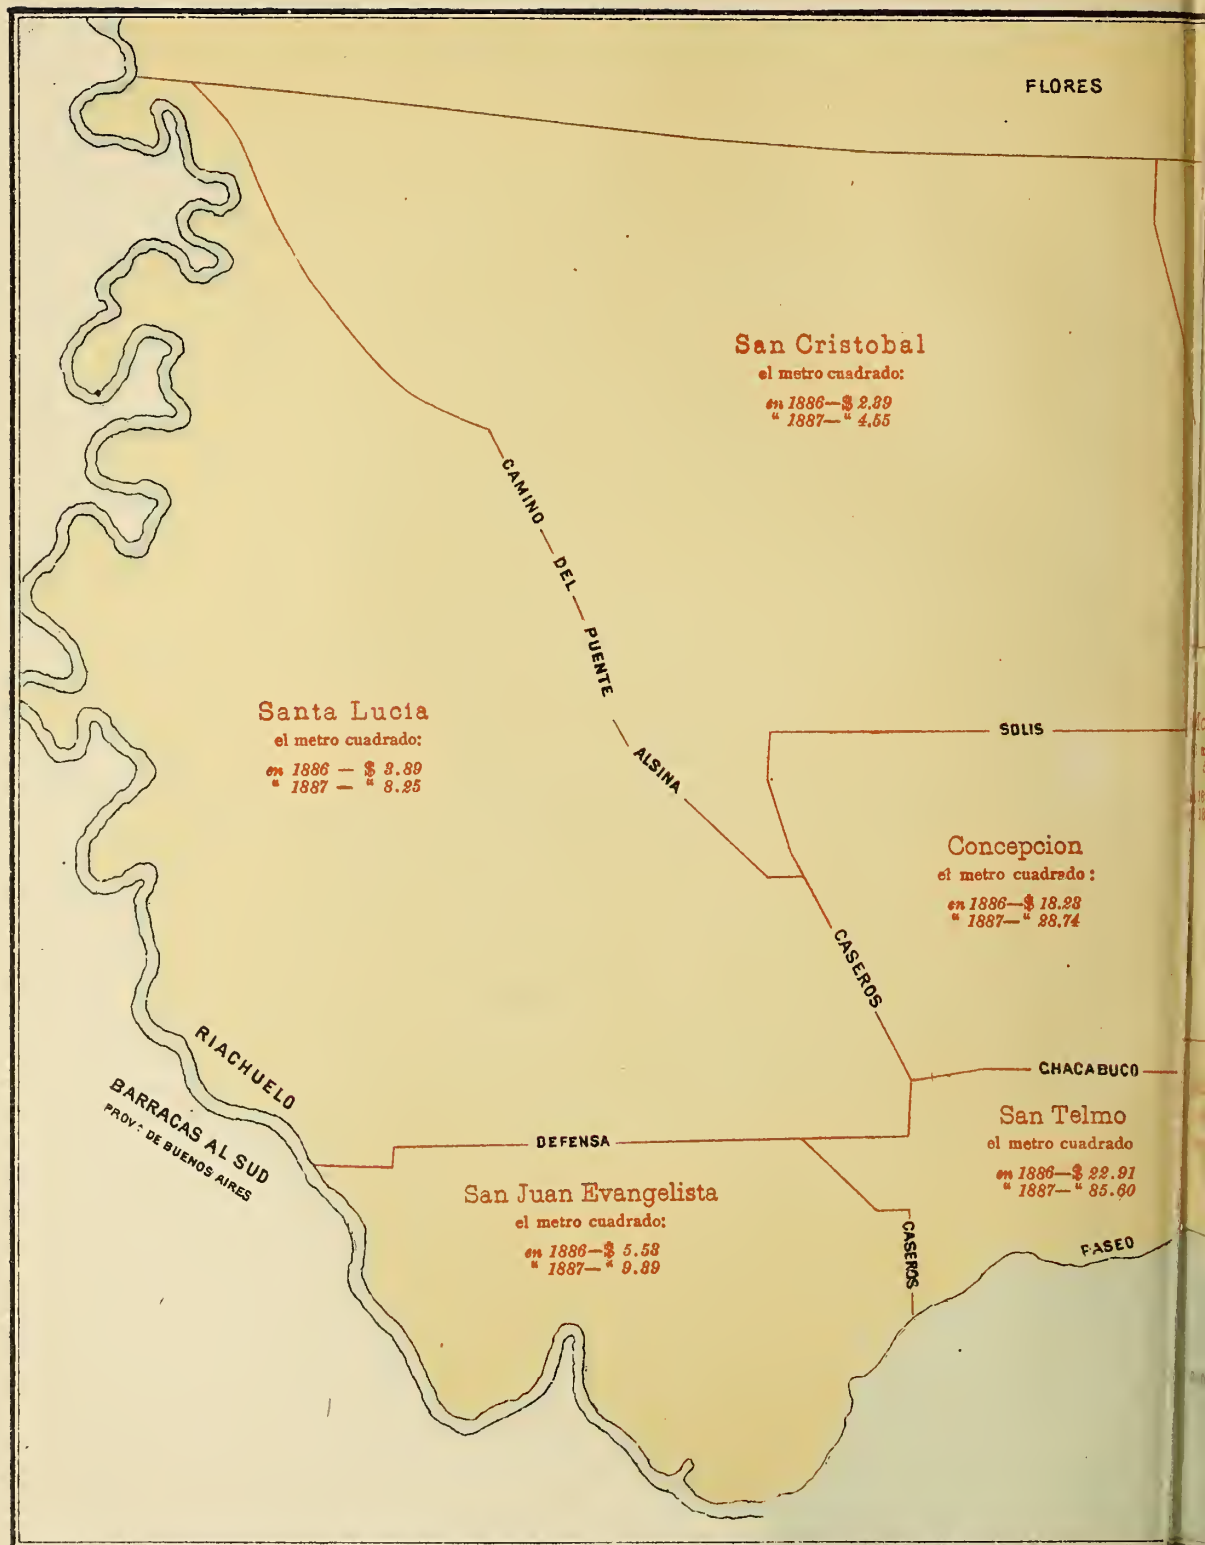 FLORES
San Cristobal
el metro cuadrado:
en 1886—$ 2.89
“ 1887—“ 4.55
CAMINO DEL PUENTE ALSINA
Santa Lucia
el metro cuadrado:
en 1886 — $ 3.89
“ 1887 — “ 8.25
SOLIS
Concepcion
el metro cuadrado:
en 1886—$ 18.23
“ 1887—“ 28.74
CASEROS
RIACHUELO
BARRACAS AL SUD
PROVᴬ DE BUENOS AIRES
CHACABUCO
San Telmo
el metro cuadrado
en 1886—$ 22.91
“ 1887—“ 35.60
DEFENSA
San Juan Evangelista
el metro cuadrado:
en 1886—$ 5.53
“ 1887—“ 9.89
CASEROS
PASEO